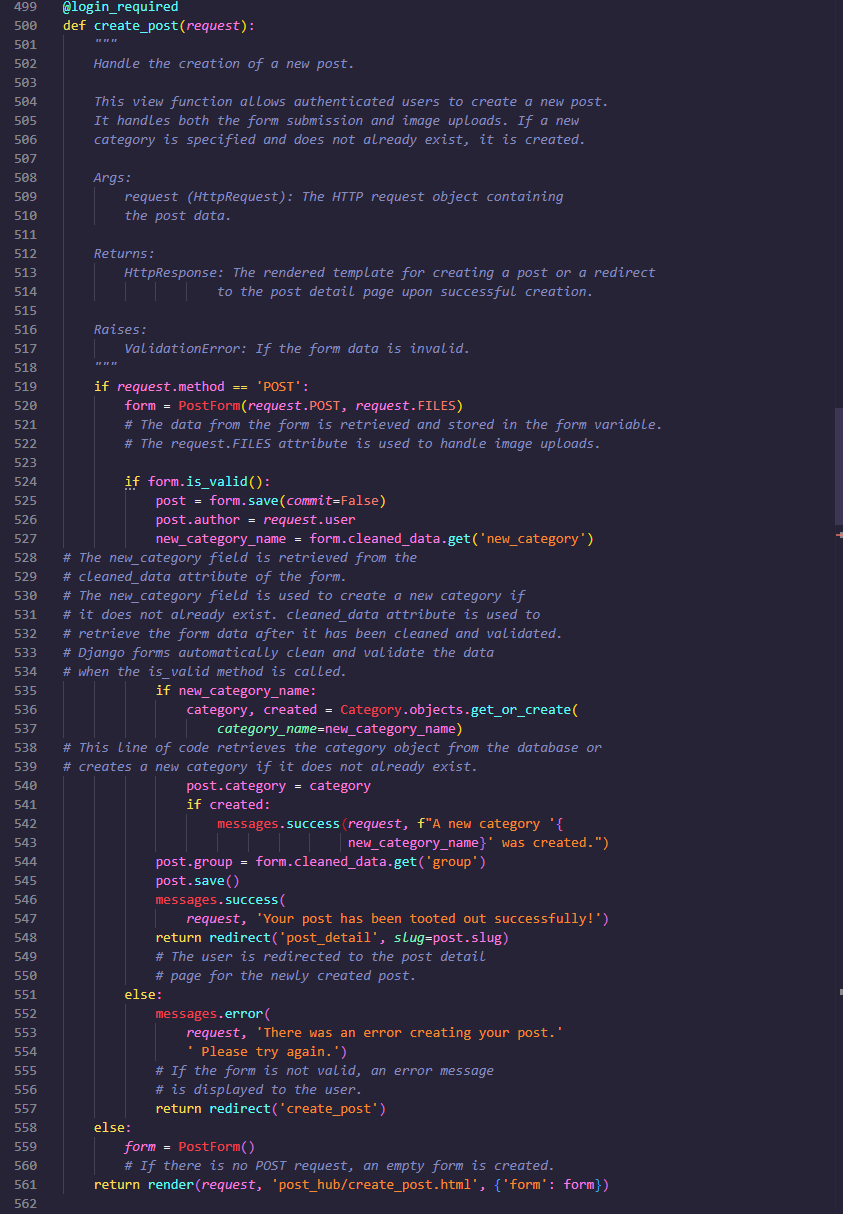 499 @login_required
500 def create_post(request):
501     """
502     Handle the creation of a new post.
503
504     This view function allows authenticated users to create a new post.
505     It handles both the form submission and image uploads. If a new
506     category is specified and does not already exist, it is created.
507
508     Args:
509         request (HttpRequest): The HTTP request object containing
510         the post data.
511
512     Returns:
513         HttpResponse: The rendered template for creating a post or a redirect
514                     to the post detail page upon successful creation.
515
516     Raises:
517         ValidationError: If the form data is invalid.
518     """
519     if request.method == 'POST':
520         form = PostForm(request.POST, request.FILES)
521         # The data from the form is retrieved and stored in the form variable.
522         # The request.FILES attribute is used to handle image uploads.
523
524         if form.is_valid():
525             post = form.save(commit=False)
526             post.author = request.user
527             new_category_name = form.cleaned_data.get('new_category')
528 # The new_category field is retrieved from the
529 # cleaned_data attribute of the form.
530 # The new_category field is used to create a new category if
531 # it does not already exist. cleaned_data attribute is used to
532 # retrieve the form data after it has been cleaned and validated.
533 # Django forms automatically clean and validate the data
534 # when the is_valid method is called.
535             if new_category_name:
536                 category, created = Category.objects.get_or_create(
537                     category_name=new_category_name)
538 # This line of code retrieves the category object from the database or
539 # creates a new category if it does not already exist.
540                 post.category = category
541                 if created:
542                     messages.success(request, f"A new category '{
543                                      new_category_name}' was created.")
544             post.group = form.cleaned_data.get('group')
545             post.save()
546             messages.success(
547                 request, 'Your post has been tooted out successfully!')
548             return redirect('post_detail', slug=post.slug)
549             # The user is redirected to the post detail
550             # page for the newly created post.
551         else:
552             messages.error(
553                 request, 'There was an error creating your post.'
554                 ' Please try again.')
555             # If the form is not valid, an error message
556             # is displayed to the user.
557             return redirect('create_post')
558     else:
559         form = PostForm()
560         # If there is no POST request, an empty form is created.
561     return render(request, 'post_hub/create_post.html', {'form': form})
562